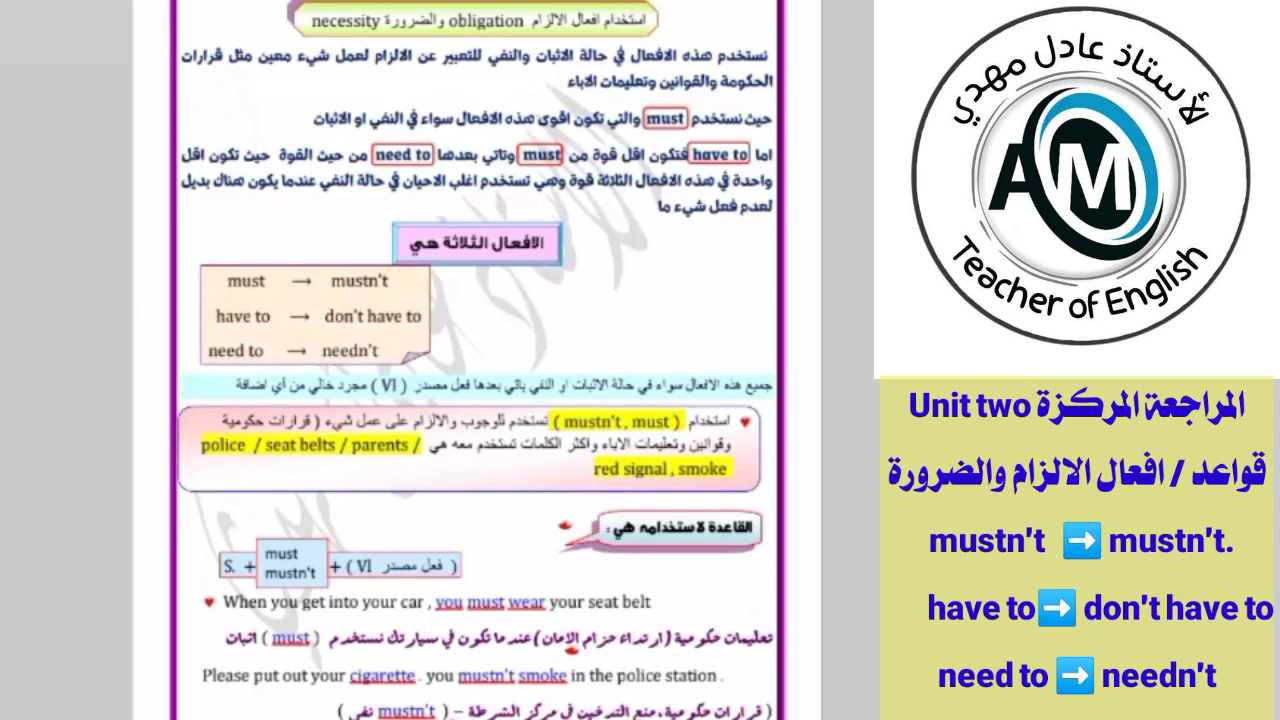 استخدام افعال الالزام obligation والضرورة necessity
نستخدم هذه الافعال في حالة الاثبات والنفي للتعبير عن الالزام لعمل شيء معين مثل قرارات
الحكومة والقوانين وتعليمات الاباء
حيث نستخدم must والتي تكون اقوى هذه الافعال سواء في النفي او الاثبات
اما have to فتكون اقل قوة من must وتاتي بعدها need to من حيث القوة حيث تكون اقل
واحدة في هذه الافعال الثلاثة قوة وهي تستخدم اغلب الاحيان في حالة النفي عندما يكون هناك بديل
لعدم فعل شيء ما
الافعال الثلاثة هي
must → mustn't
have to → don't have to
need to → needn't
جميع هذه الافعال سواء في حالة الاثبات او النفي ياتي بعدها فعل مصدر ( VI ) مجرد خالي من أي اضافة
♥ استخدام ( mustn't , must ) تستخدم للوجوب والالزام على عمل شيء ( قرارات حكومية
وقوانين وتعليمات الاباء واكثر الكلمات تستخدم معه هي / police / seat belts / parents
red signal , smoke
القاعدة لاستخدامه هي :
S. + must mustn't + ( VI فعل مصدر )
♥ When you get into your car , you must wear your seat belt
تعليمات حكومية (ارتداء حزام الامان) عندما تكون في سيارتك نستخدم ( must ) اثبات
Please put out your cigarette . you mustn't smoke in the police station .
( قرارات حكومية ، منع التدخين في مركز الشرطة – ( mustn't نفي )
لأستاذ عادل مهدي
AM
Teacher of English
المراجعة المركزة Unit two
قواعد / افعال الالزام والضرورة
mustn't ➡ mustn't.
have to ➡ don't have to
need to ➡ needn't